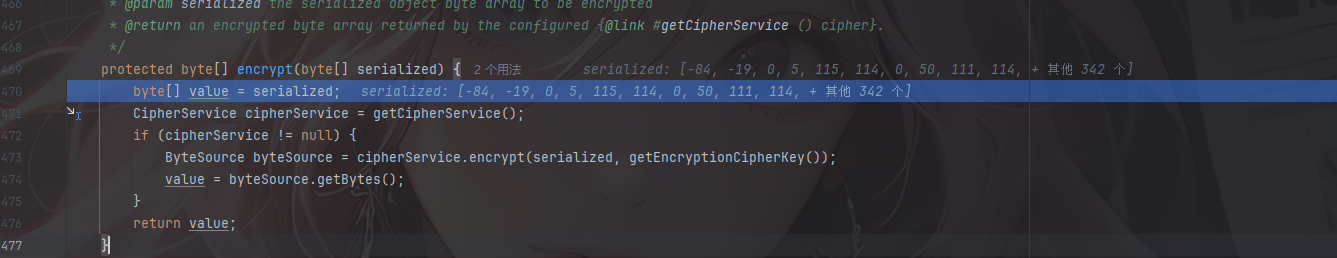 466 * @param serialized the serialized object byte array to be encrypted
467 * @return an encrypted byte array returned by the configured {@link #getCipherService () cipher}.
468 */
469 protected byte[] encrypt(byte[] serialized) { 2 个用法 serialized: [-84, -19, 0, 5, 115, 114, 0, 50, 111, 114, + 其他 342 个]
470 byte[] value = serialized; serialized: [-84, -19, 0, 5, 115, 114, 0, 50, 111, 114, + 其他 342 个]
471 CipherService cipherService = getCipherService();
472 if (cipherService != null) {
473 ByteSource byteSource = cipherService.encrypt(serialized, getEncryptionCipherKey());
474 value = byteSource.getBytes();
475 }
476 return value;
477 }